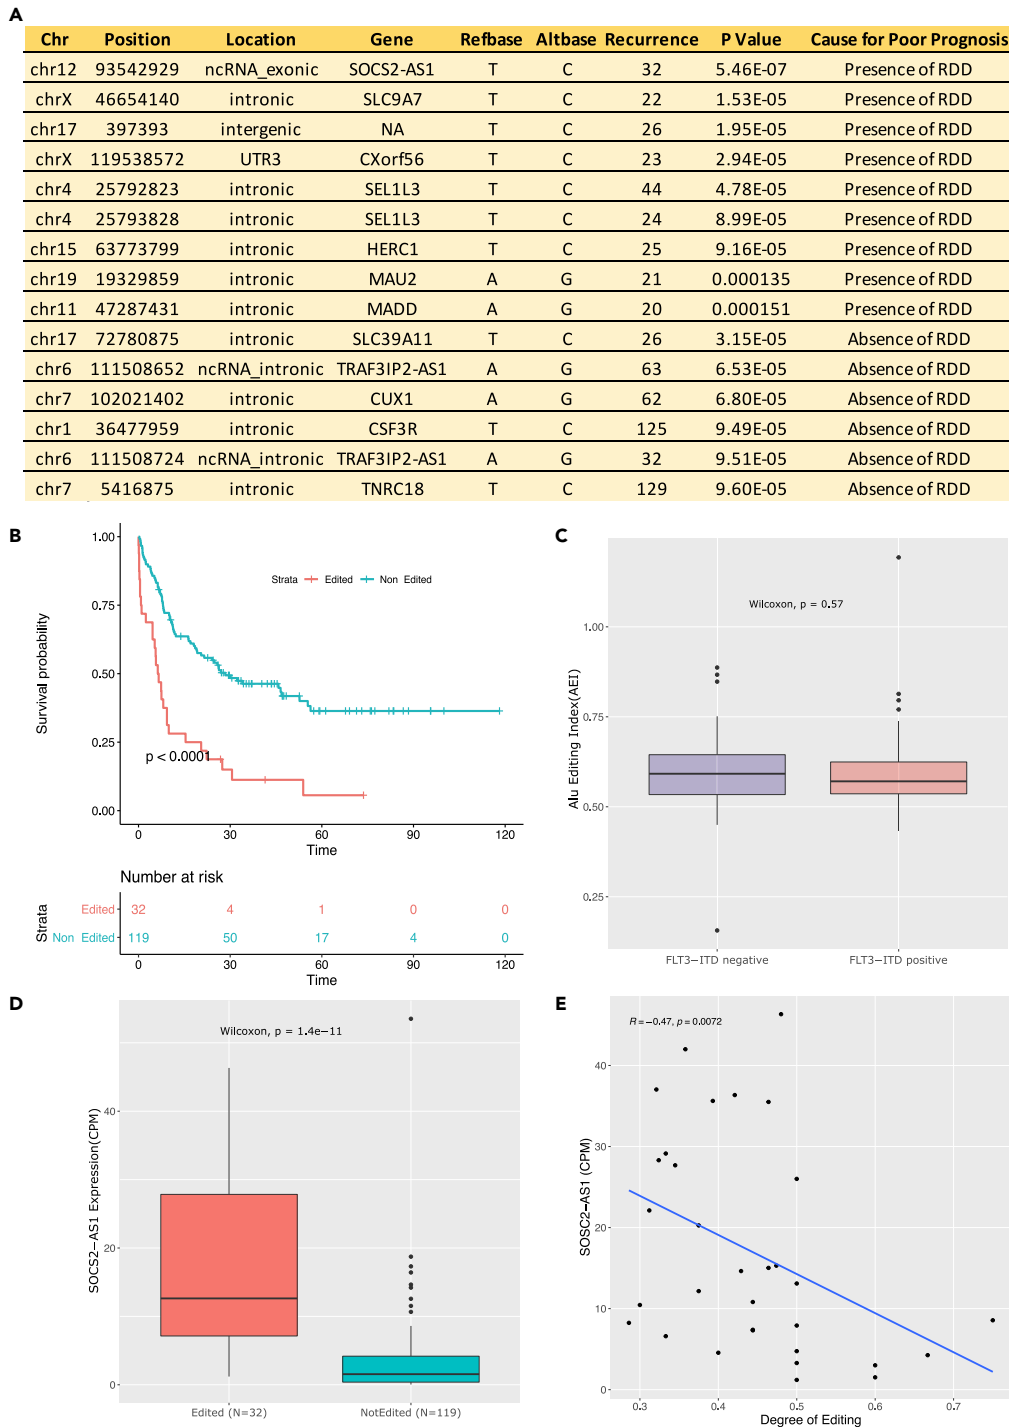 A
Chr Position Location Gene Refbase Altbase Recurrence P Value Cause for Poor Prognosis
chr12 93542929 ncRNA_exonic SOCS2-AS1 T C 32 5.46E-07 Presence of RDD
chrX 46654140 intronic SLC9A7 T C 22 1.53E-05 Presence of RDD
chr17 397393 intergenic NA T C 26 1.95E-05 Presence of RDD
chrX 119538572 UTR3 CXorf56 T C 23 2.94E-05 Presence of RDD
chr4 25792823 intronic SEL1L3 T C 44 4.78E-05 Presence of RDD
chr4 25793828 intronic SEL1L3 T C 24 8.99E-05 Presence of RDD
chr15 63773799 intronic HERC1 T C 25 9.16E-05 Presence of RDD
chr19 19329859 intronic MAU2 A G 21 0.000135 Presence of RDD
chr11 47287431 intronic MADD A G 20 0.000151 Presence of RDD
chr17 72780875 intronic SLC39A11 T C 26 3.15E-05 Absence of RDD
chr6 111508652 ncRNA_intronic TRAF3IP2-AS1 A G 63 6.53E-05 Absence of RDD
chr7 102021402 intronic CUX1 A G 62 6.80E-05 Absence of RDD
chr1 36477959 intronic CSF3R T C 125 9.49E-05 Absence of RDD
chr6 111508724 ncRNA_intronic TRAF3IP2-AS1 A G 32 9.51E-05 Absence of RDD
chr7 5416875 intronic TNRC18 T C 129 9.60E-05 Absence of RDD
B
Survival probability
1.00
0.75
0.50
0.25
0.00
Strata Edited Non Edited
p < 0.0001
0 30 60 90 120
Time
Number at risk
Strata
Edited 32 4 1 0 0
Non Edited 119 50 17 4 0
0 30 60 90 120
Time
C
Alu Editing Index(AEI)
Wilcoxon, p = 0.57
1.00
0.75
0.50
0.25
FLT3-ITD negative FLT3-ITD positive
D
SOCS2-AS1 Expression(CPM)
Wilcoxon, p = 1.4e-11
40
20
0
Edited (N=32) NotEdited (N=119)
E
SOSC2-AS1 (CPM)
R = -0.47, p = 0.0072
40
30
20
10
0
0.3 0.4 0.5 0.6 0.7
Degree of Editing